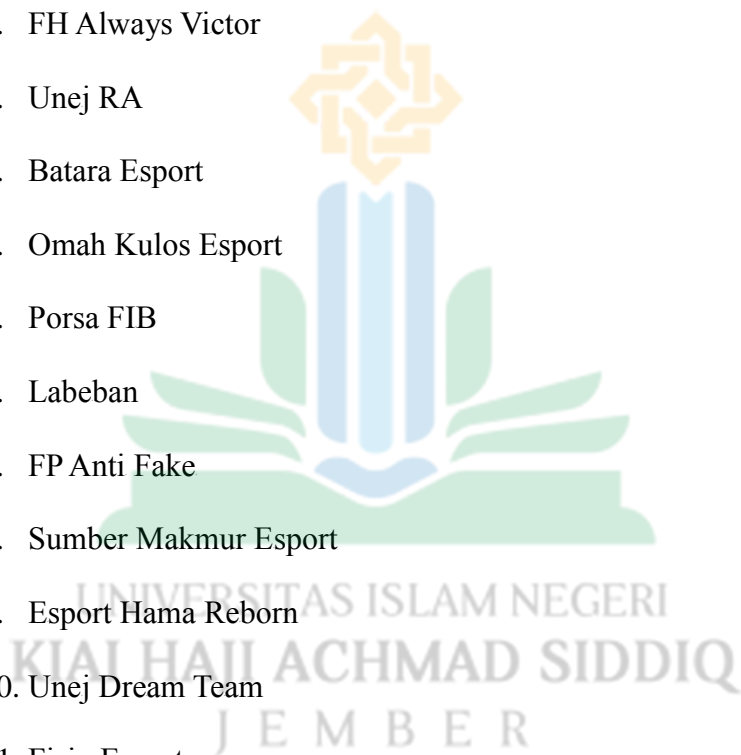 . FH Always Victor
. Unej RA
. Batara Esport
. Omah Kulos Esport
. Porsa FIB
. Labeban
. FP Anti Fake
. Sumber Makmur Esport
UNIVERSITAS ISLAM NEGERI
. Esport Hama Reborn
KIAI HAJI ACHMAD SIDDIQ
0. Unej Dream Team
JEMBER